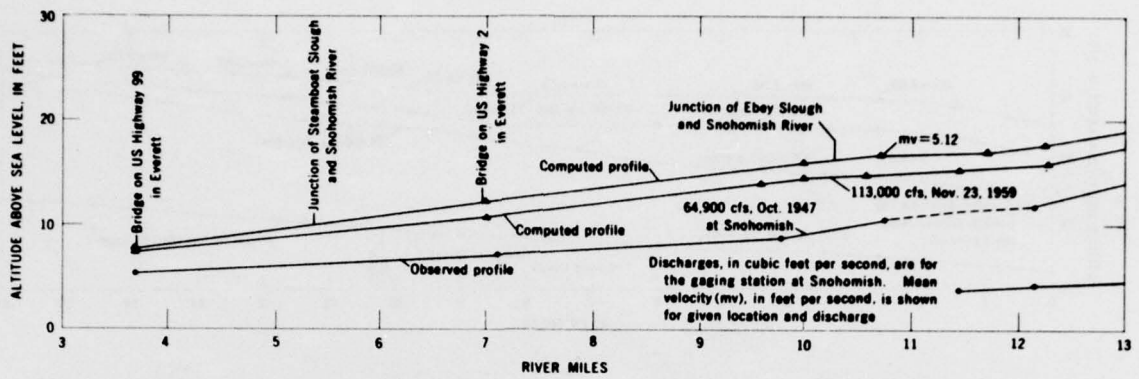 ALTITUDE ABOVE SEA LEVEL, IN FEET
30
20
10
0
Bridge on US Highway 99
in Everett
Junction of Steamboat Slough
and Snohomish River
Bridge on US Highway 2
in Everett
Junction of Ebey Slough
and Snohomish River
mv=5.12
Computed profile
113,000 cfs, Nov. 23, 1959
64,900 cfs, Oct. 1947
at Snohomish
Computed profile
Observed profile
Discharges, in cubic feet per second, are for
the gaging station at Snohomish. Mean
velocity (mv), in feet per second, is shown
for given location and discharge
3 4 5 6 7 8 9 10 11 12 13
RIVER MILES